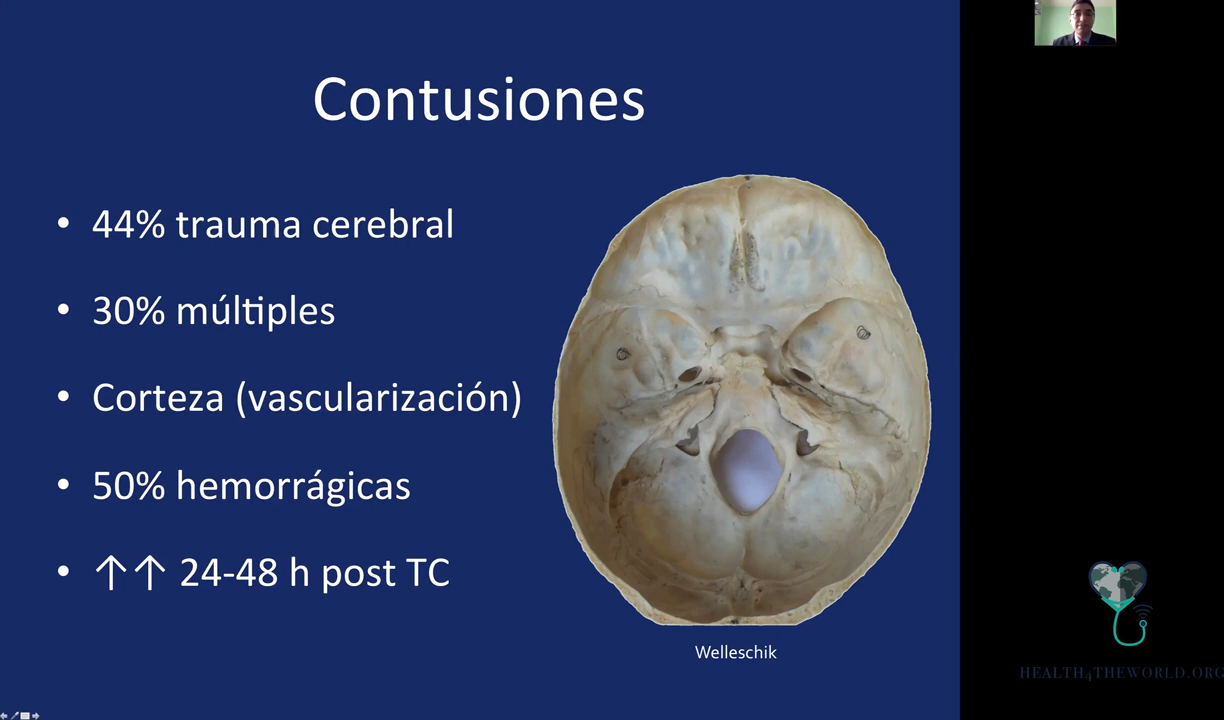 Contusiones
• 44% trauma cerebral
• 30% múltiples
• Corteza (vascularización)
• 50% hemorrágicas
• ↑↑ 24-48 h post TC
Welleschik
HEALTH4THEWORLD.ORG